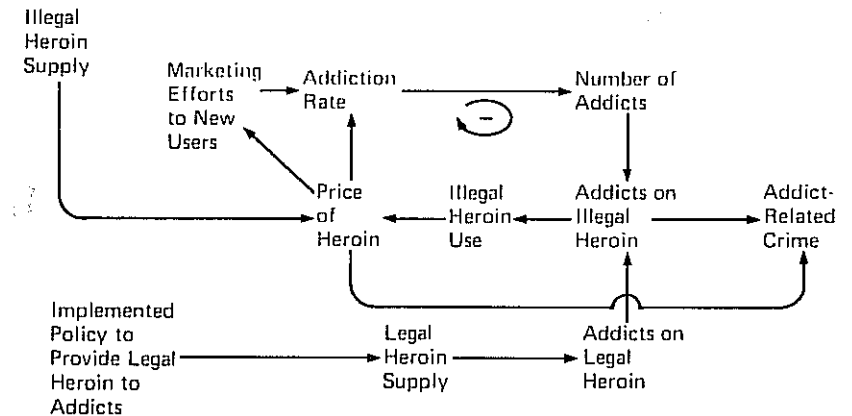 Illegal
Heroin
Supply
Marketing
Efforts
to New
Users
Addiction
Rate
Number of
Addicts
−
Price
of
Heroin
Illegal
Heroin
Use
Addicts on
Illegal
Heroin
Addict-
Related
Crime
Implemented
Policy to
Provide Legal
Heroin to
Addicts
Legal
Heroin
Supply
Addicts on
Legal
Heroin